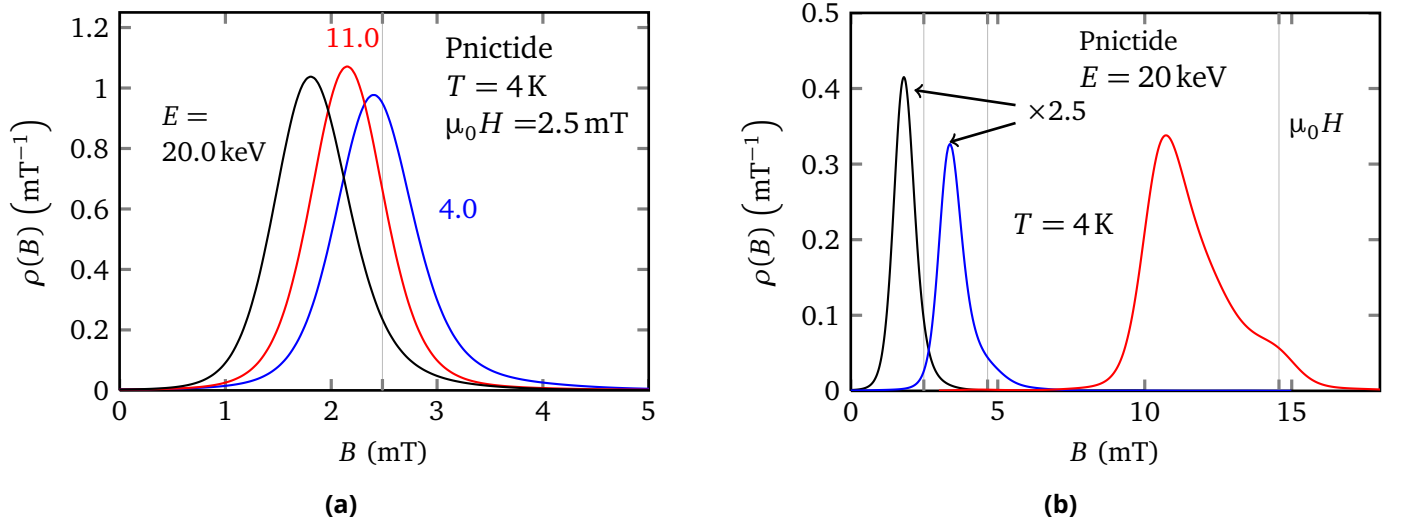 1.2
1
0.8
0.6
0.4
0.2
0
ρ(B) (mT⁻¹)
11.0
Pnictide
T = 4 K
μ₀H =2.5 mT
E =
20.0 keV
4.0
0 1 2 3 4 5
B (mT)
(a)
0.5
0.4
0.3
0.2
0.1
0
ρ(B) (mT⁻¹)
Pnictide
E = 20 keV
×2.5
μ₀H
T = 4 K
0 5 10 15
B (mT)
(b)